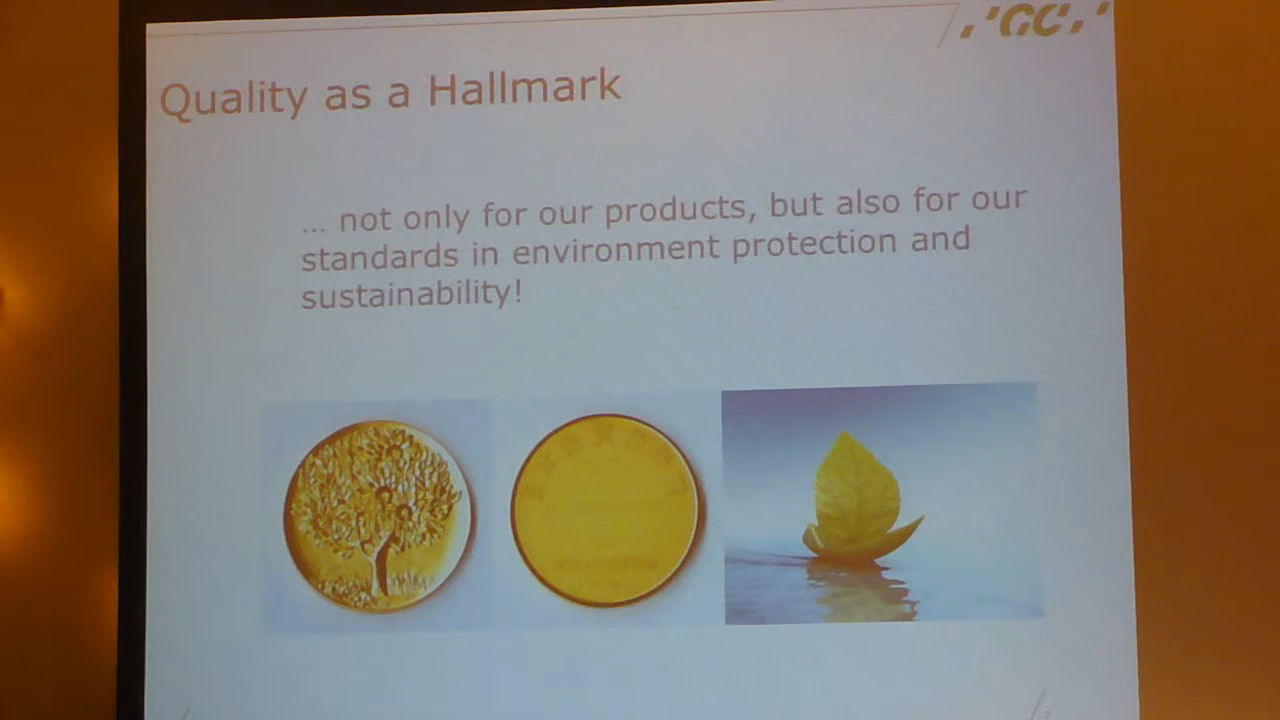 .'GC.'
Quality as a Hallmark
... not only for our products, but also for our
standards in environment protection and
sustainability!